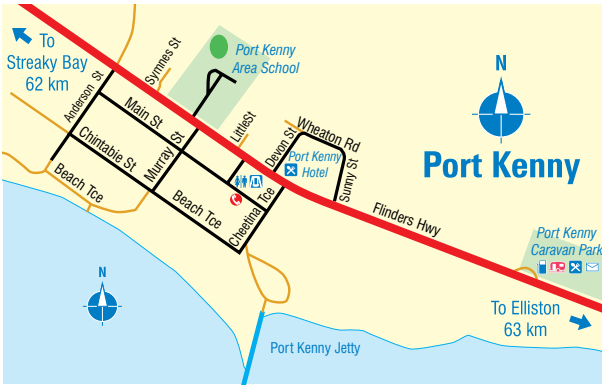 To
Streaky Bay
62 km
Symnes St
Port Kenny
Area School
Anderson St
Main St
Murray St
LittleSt
Devon St
Wheaton Rd
N
Port Kenny
Chintabie St
Port Kenny
Hotel
Sunny St
Beach Tce
Beach Tce
Cheetina Tce
Flinders Hwy
Port Kenny
Caravan Park
N
To Elliston
63 km
Port Kenny Jetty